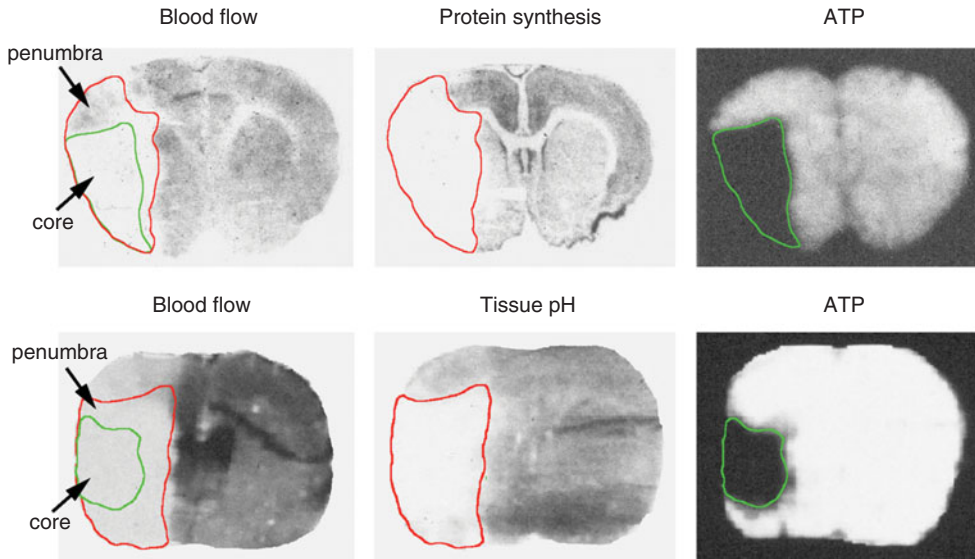 Blood flow
Protein synthesis
ATP
penumbra
core
Blood flow
Tissue pH
ATP
penumbra
core